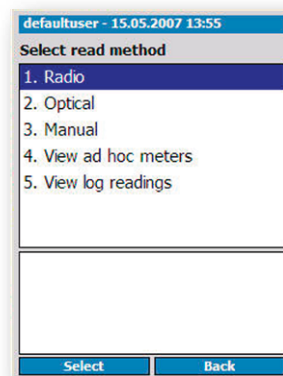 defaultuser - 15.05.2007 13:55
Select read method
1. Radio
2. Optical
3. Manual
4. View ad hoc meters
5. View log readings
Select Back